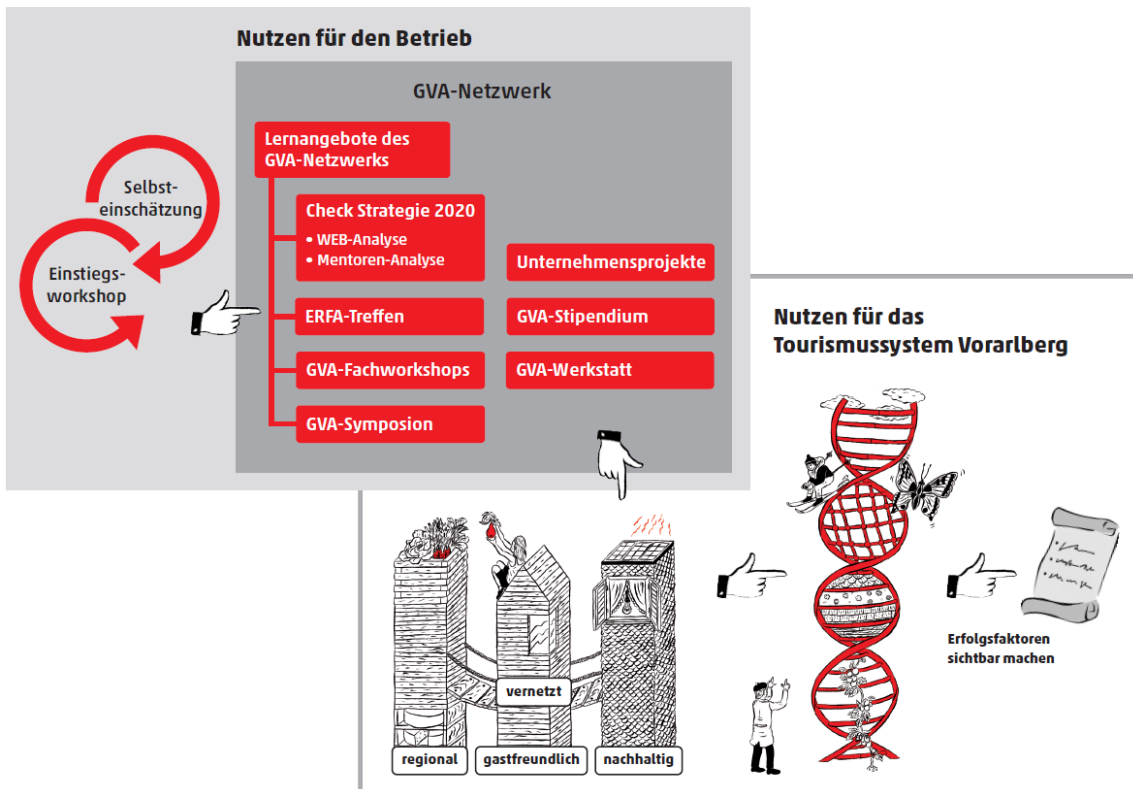 Nutzen für den Betrieb
GVA-Netzwerk
Lernangebote des
GVA-Netzwerks
Selbst-
einschätzung
Einstiegs-
workshop
Check Strategie 2020
• WEB-Analyse
• Mentoren-Analyse
ERFA-Treffen
GVA-Fachworkshops
GVA-Symposion
Unternehmensprojekte
GVA-Stipendium
GVA-Werkstatt
Nutzen für das
Tourismussystem Vorarlberg
vernetzt
regional
gastfreundlich
nachhaltig
Erfolgsfaktoren
sichtbar machen